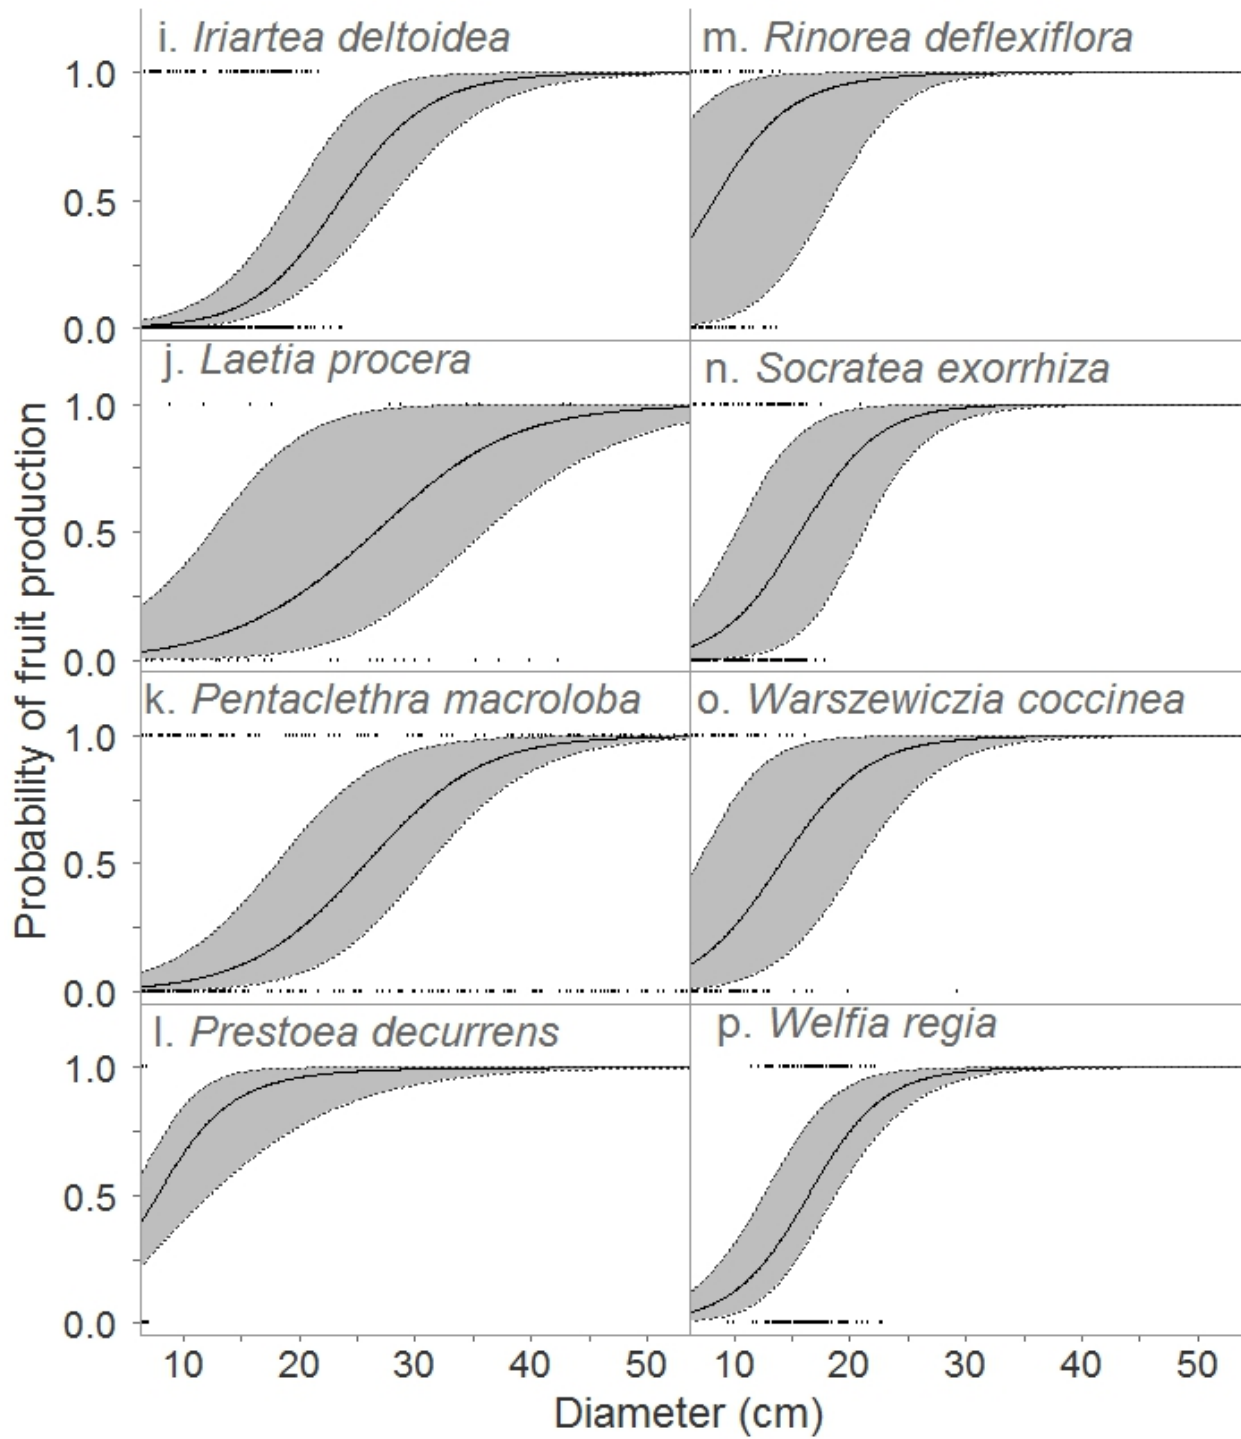 i. Iriartea deltoidea
m. Rinorea deflexiflora
1.0
0.5
0.0
j. Laetia procera
n. Socratea exorrhiza
1.0
0.5
0.0
k. Pentaclethra macroloba
o. Warszewiczia coccinea
1.0
0.5
0.0
l. Prestoea decurrens
p. Welfia regia
1.0
0.5
0.0
10 20 30 40 50 10 20 30 40 50
Diameter (cm)
Probability of fruit production